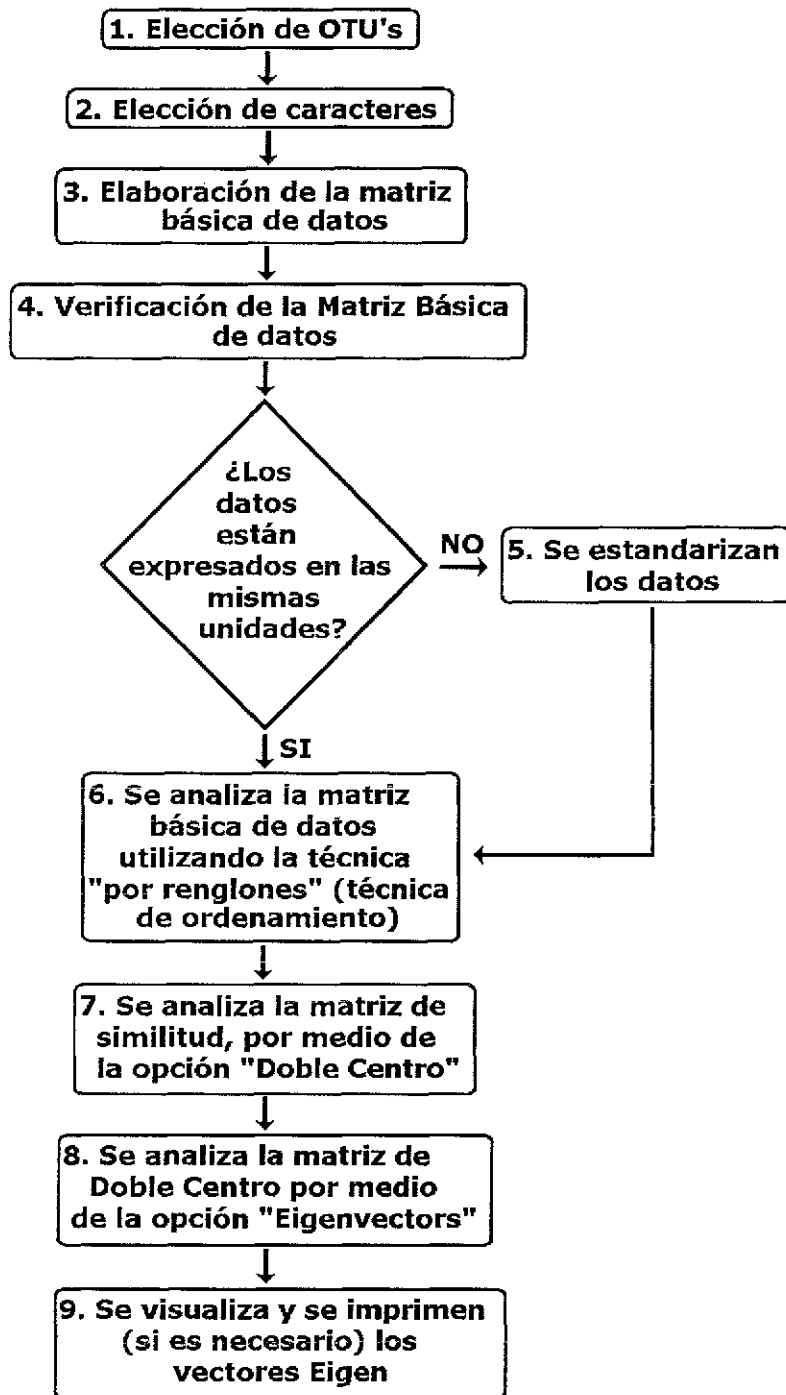 1. Elección de OTU's
2. Elección de caracteres
3. Elaboración de la matriz
básica de datos
4. Verificación de la Matriz Básica
de datos
¿Los
datos
están
expresados en las
mismas
unidades?
NO
5. Se estandarizan
los datos
SI
6. Se analiza la matriz
básica de datos
utilizando la técnica
"por renglones" (técnica
de ordenamiento)
7. Se analiza la matriz de
similitud, por medio de
la opción "Doble Centro"
8. Se analiza la matriz de
Doble Centro por medio
de la opción "Eigenvectors"
9. Se visualiza y se imprimen
(si es necesario) los
vectores Eigen